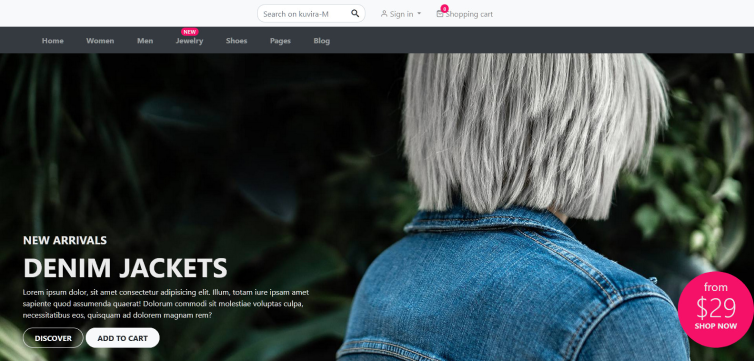 Search on kuvira-M
Sign in
0
Shopping cart
NEW
Home Women Men Jewelry Shoes Pages Blog
NEW ARRIVALS
DENIM JACKETS
Lorem ipsum dolor, sit amet consectetur adipisicing elit. Illum, totam iure ipsam amet
sapiente quod assumenda quaerat! Dolorum commodi sit molestiae voluptas culpa,
necessitatibus eos, quisquam ad dolorem magnam rem?
DISCOVER ADD TO CART
from
$29
SHOP NOW